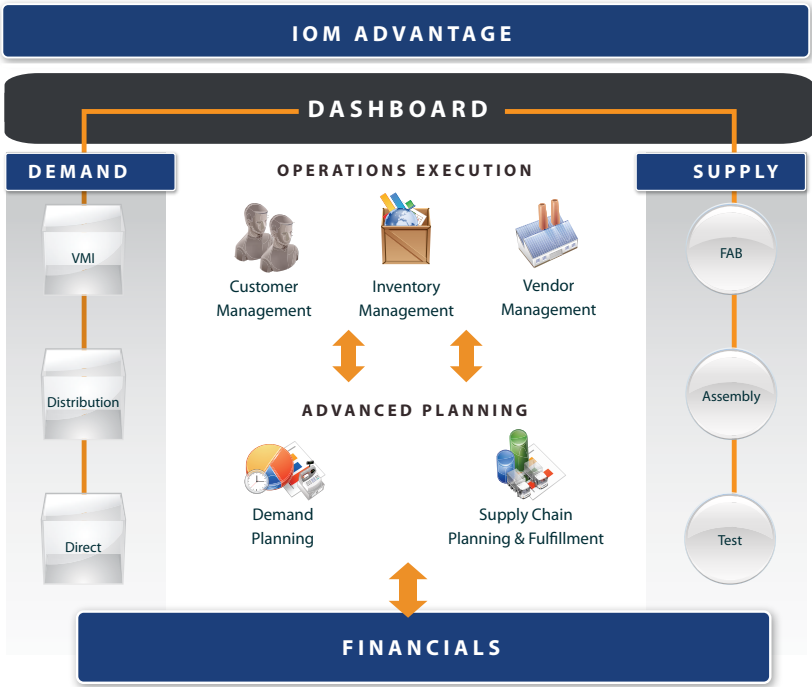 IOM ADVANTAGE
DASHBOARD
DEMAND
OPERATIONS EXECUTION
SUPPLY
VMI
Customer
Management
Inventory
Management
Vendor
Management
FAB
Distribution
ADVANCED PLANNING
Assembly
Demand
Planning
Supply Chain
Planning & Fulfillment
Direct
Test
FINANCIALS